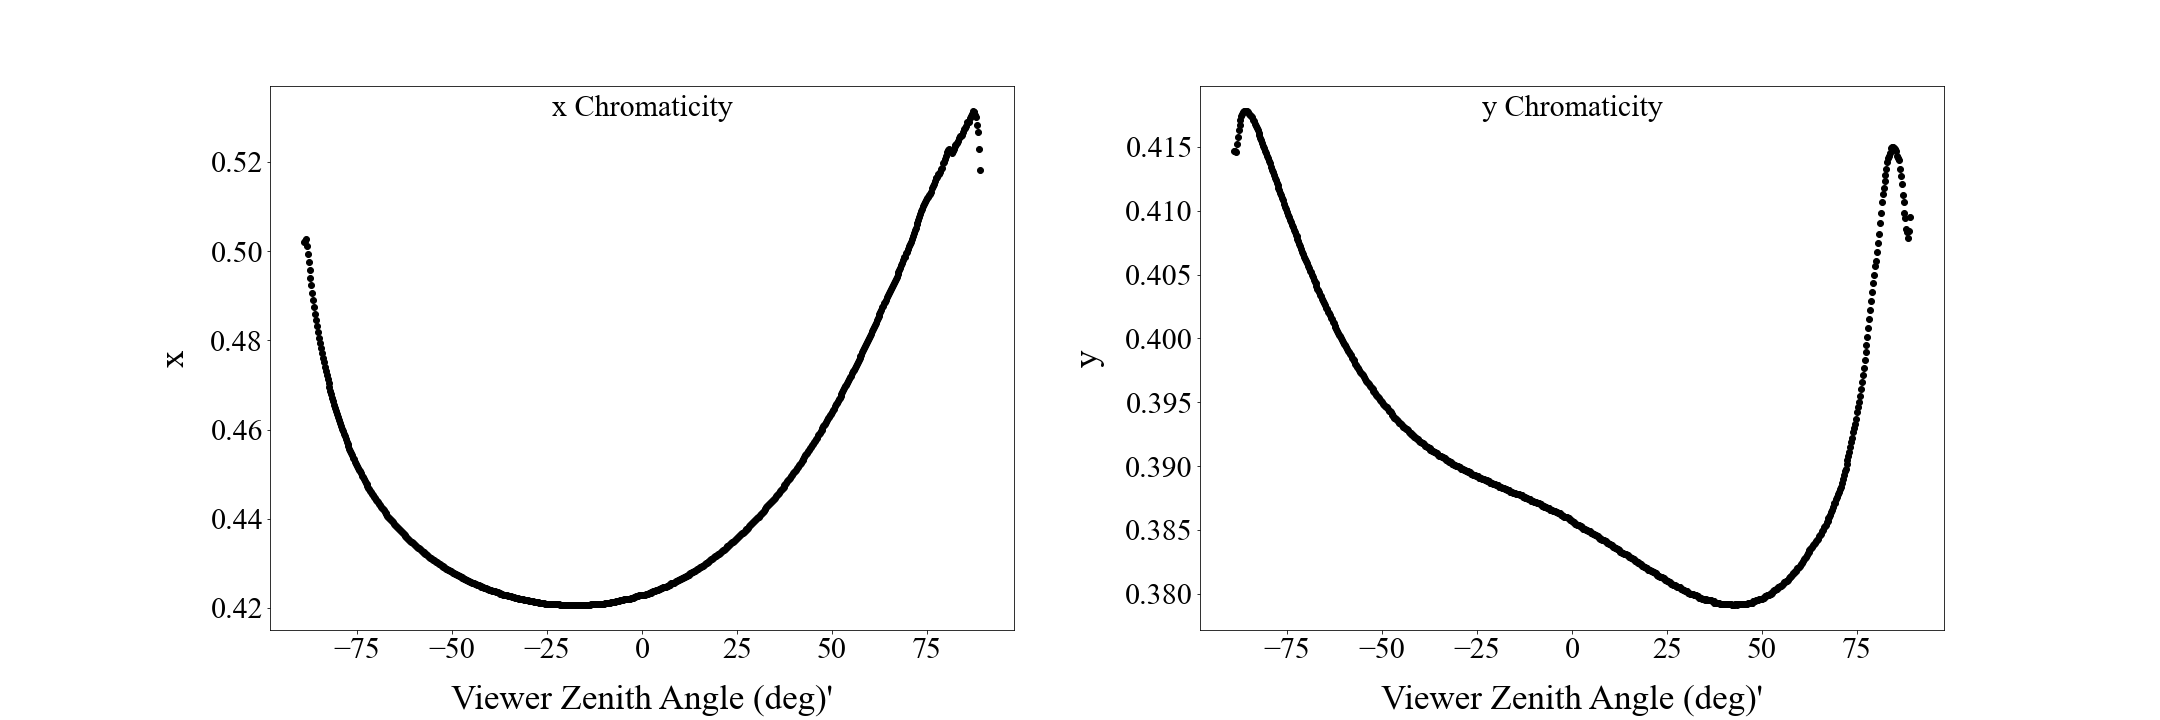 x Chromaticity
0.52
0.50
0.48
0.46
0.44
0.42
x
−75 −50 −25 0 25 50 75
Viewer Zenith Angle (deg)'
y Chromaticity
0.415
0.410
0.405
0.400
0.395
0.390
0.385
0.380
y
−75 −50 −25 0 25 50 75
Viewer Zenith Angle (deg)'